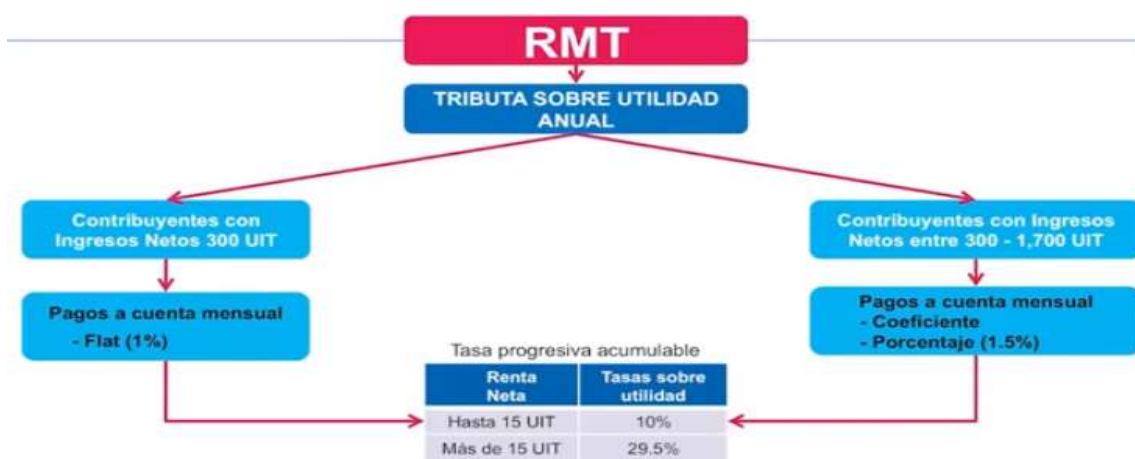 RMT
TRIBUTA SOBRE UTILIDAD
ANUAL
Contribuyentes con
Ingresos Netos 300 UIT
Contribuyentes con Ingresos
Netos entre 300 - 1,700 UIT
Pagos a cuenta mensual
- Flat (1%)
Pagos a cuenta mensual
- Coeficiente
- Porcentaje (1.5%)
Tasa progresiva acumulable
Renta
Neta
Tasas sobre
utilidad
Hasta 15 UIT
10%
Más de 15 UIT
29.5%